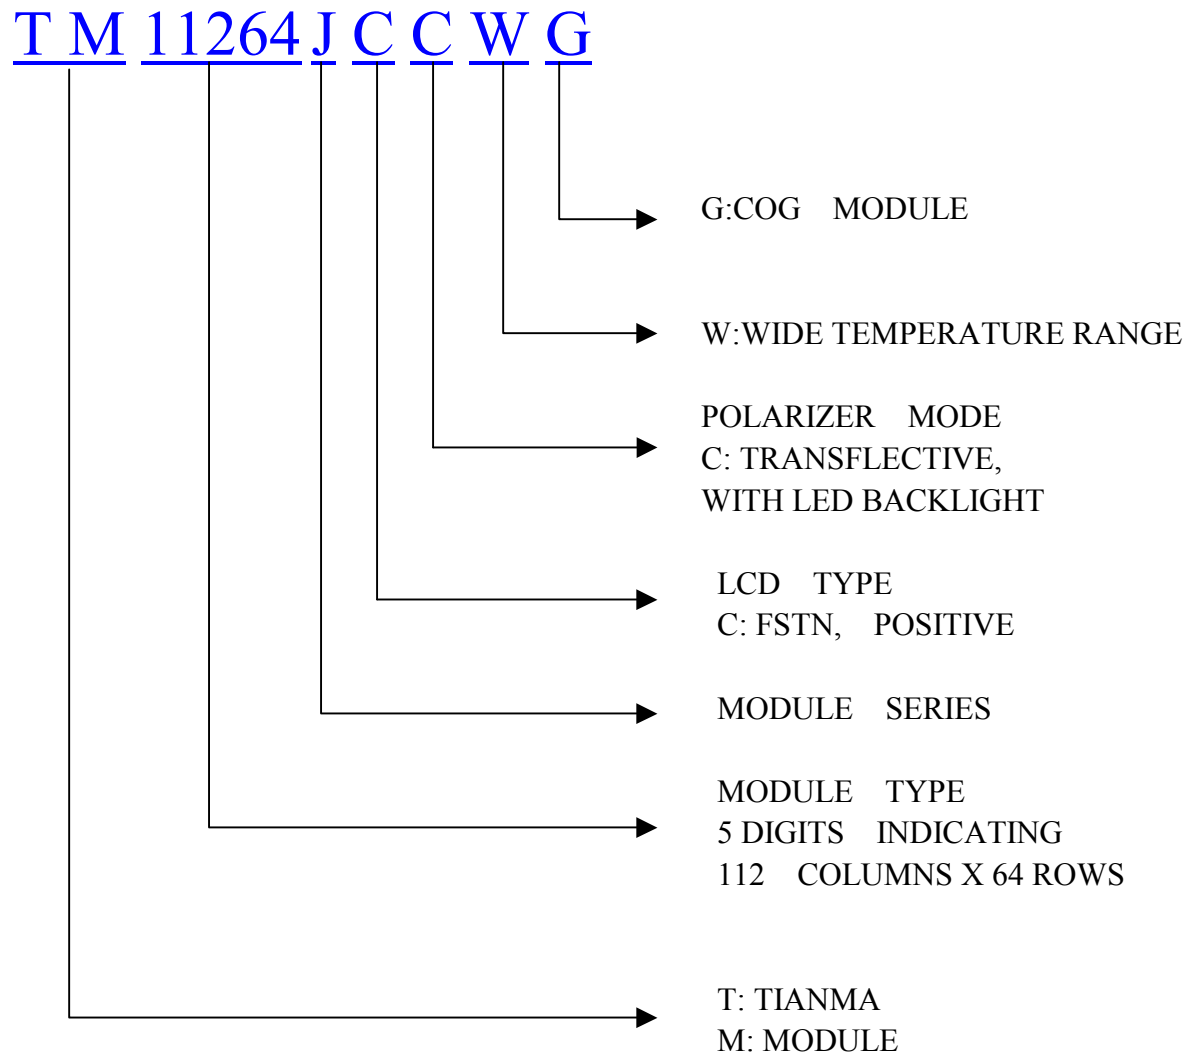 T M 11264 J C C W G
G:COG MODULE
W:WIDE TEMPERATURE RANGE
POLARIZER MODE
C: TRANSFLECTIVE,
WITH LED BACKLIGHT
LCD TYPE
C: FSTN, POSITIVE
MODULE SERIES
MODULE TYPE
5 DIGITS INDICATING
112 COLUMNS X 64 ROWS
T: TIANMA
M: MODULE